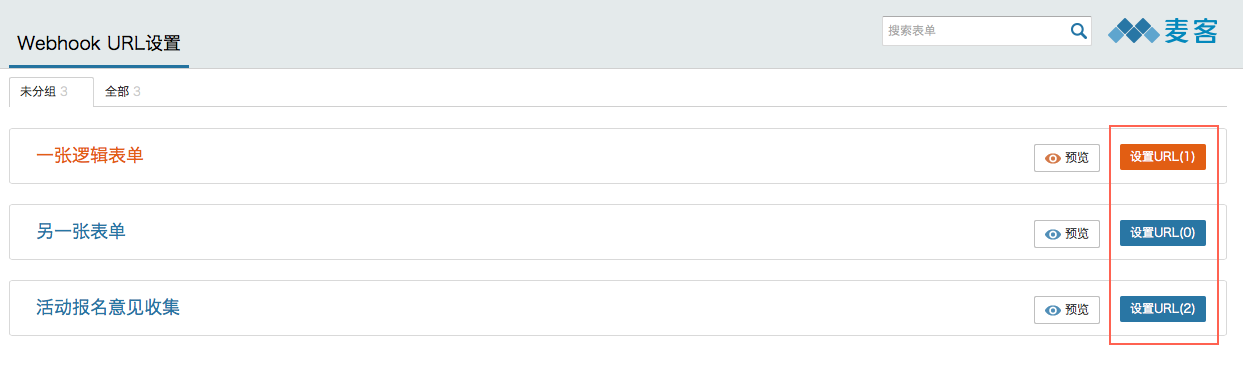 Webhook URL设置
搜索表单
麦客
未分组 3
全部 3
一张逻辑表单
预览
设置URL(1)
另一张表单
预览
设置URL(0)
活动报名意见收集
预览
设置URL(2)